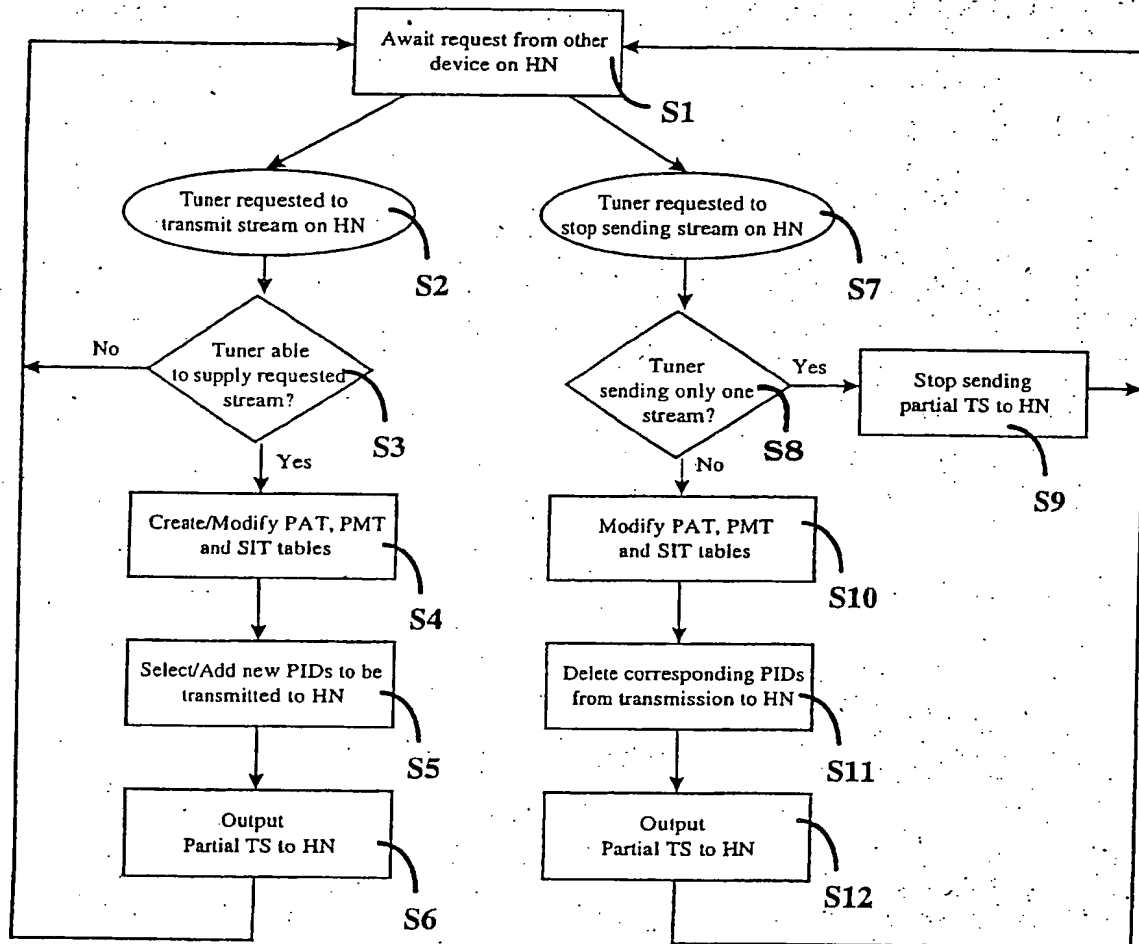 Await request from other
device on HN
S1
Tuner requested to
transmit stream on HN
S2
Tuner requested to
stop sending stream on HN
S7
No
Tuner able
to supply requested
stream?
S3
Yes
Tuner
sending only one
stream?
S8
Yes
No
Stop sending
partial TS to HN
S9
Create/Modify PAT, PMT
and SIT tables
S4
Modify PAT, PMT
and SIT tables
S10
Select/Add new PIDs to be
transmitted to HN
S5
Delete corresponding PIDs
from transmission to HN
S11
Output
Partial TS to HN
S6
Output
Partial TS to HN
S12